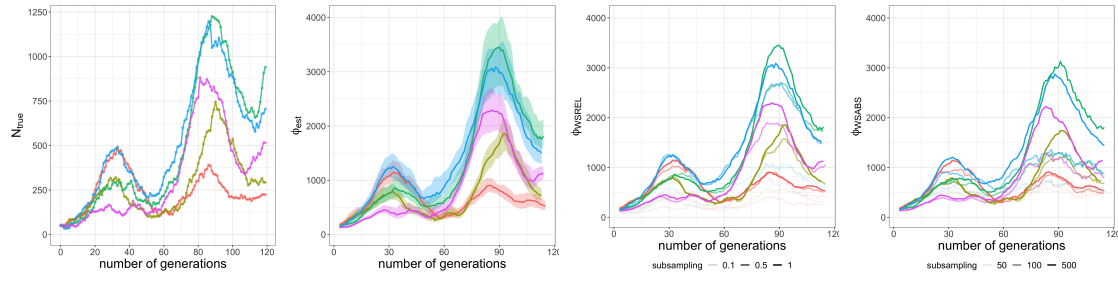 1250
1000
750
500
250
0
N_true
0 20 40 60 80 100 120
number of generations
4000
3000
2000
1000
0
ϕ_est
0 30 60 90 120
number of generations
4000
3000
2000
1000
0
ϕ_WSREL
0 30 60 90 120
number of generations
subsampling 0.1 0.5 1
4000
3000
2000
1000
0
ϕ_WSABS
0 30 60 90 120
number of generations
subsampling 50 100 500